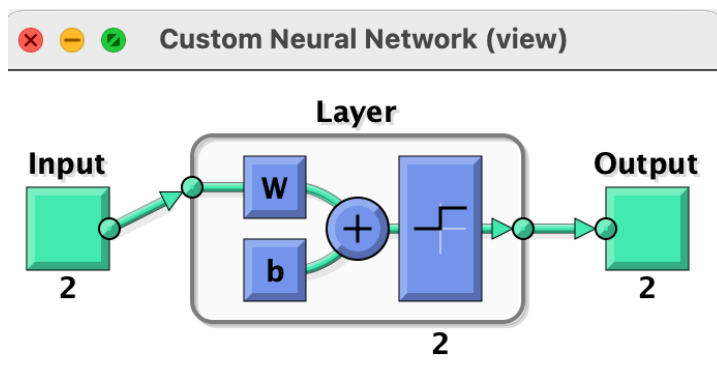 Custom Neural Network (view)
Layer
Input
Output
W
+
b
2
2
2